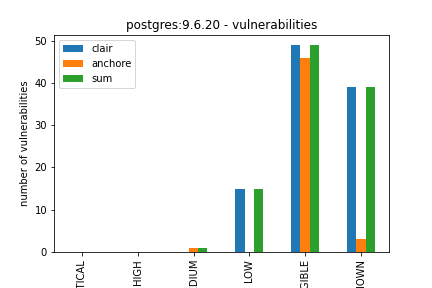 postgres:9.6.20 - vulnerabilities
clair
anchore
sum
number of vulnerabilities
50
40
30
20
10
0
TICAL
HIGH
DIUM
LOW
GIBLE
NOWN